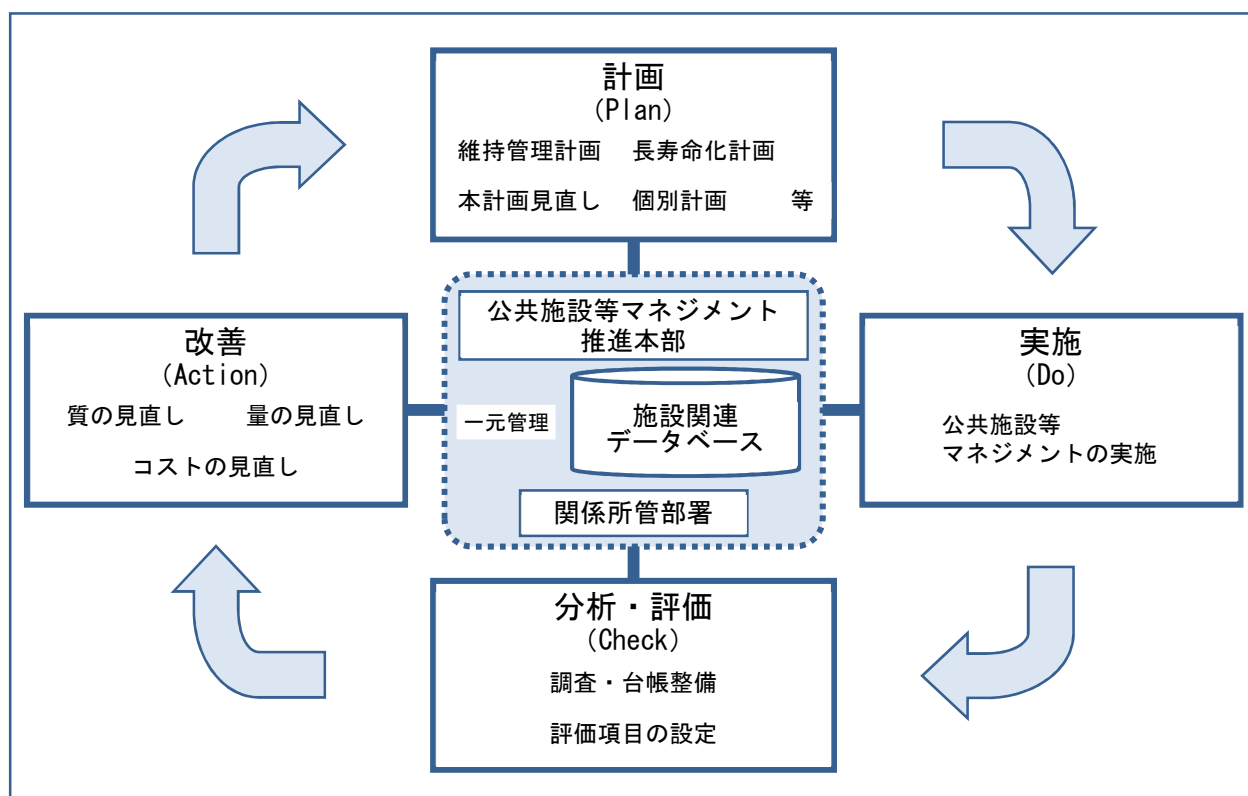 計画
(Plan)
維持管理計画　長寿命化計画
本計画見直し　個別計画　　等
改善
(Action)
質の見直し　　量の見直し
コストの見直し
公共施設等マネジメント
推進本部
一元管理
施設関連
データベース
関係所管部署
実施
(Do)
公共施設等
マネジメントの実施
分析・評価
(Check)
調査・台帳整備
評価項目の設定